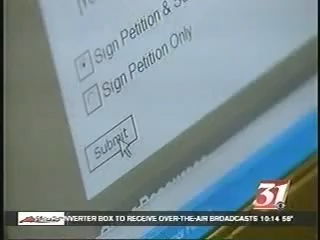 Sign Petition &
Sign Petition Only
Submit
31
NVERTER BOX TO RECEIVE OVER-THE-AIR BROADCASTS 10:14 58°